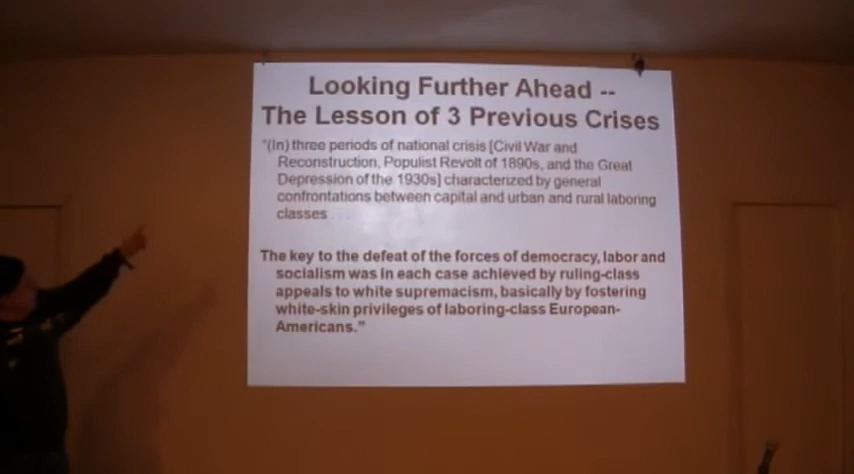 Looking Further Ahead --
The Lesson of 3 Previous Crises
"(In) three periods of national crisis [Civil War and
Reconstruction, Populist Revolt of 1890s, and the Great
Depression of the 1930s] characterized by general
confrontations between capital and urban and rural laboring
classes . . .
The key to the defeat of the forces of democracy, labor and
socialism was in each case achieved by ruling-class
appeals to white supremacism, basically by fostering
white-skin privileges of laboring-class European-
Americans."